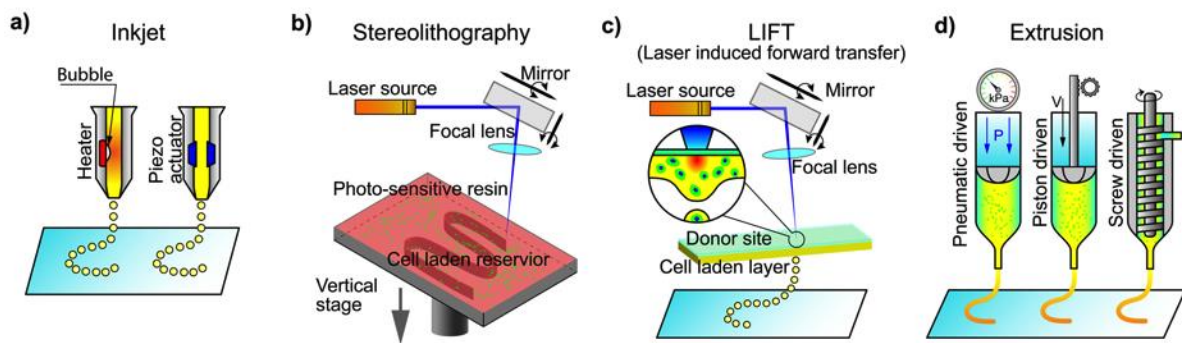 a)
Inkjet
Bubble
Heater
Piezo
actuator
b)
Stereolithography
Mirror
Laser source
Focal lens
Photo-sensitive resin
Cell laden reservior
Vertical
stage
c)
LIFT
(Laser induced forward transfer)
Laser source
Mirror
Focal lens
Donor site
Cell laden layer
d)
Extrusion
kPa
Pneumatic driven
P
V
Piston driven
Screw driven